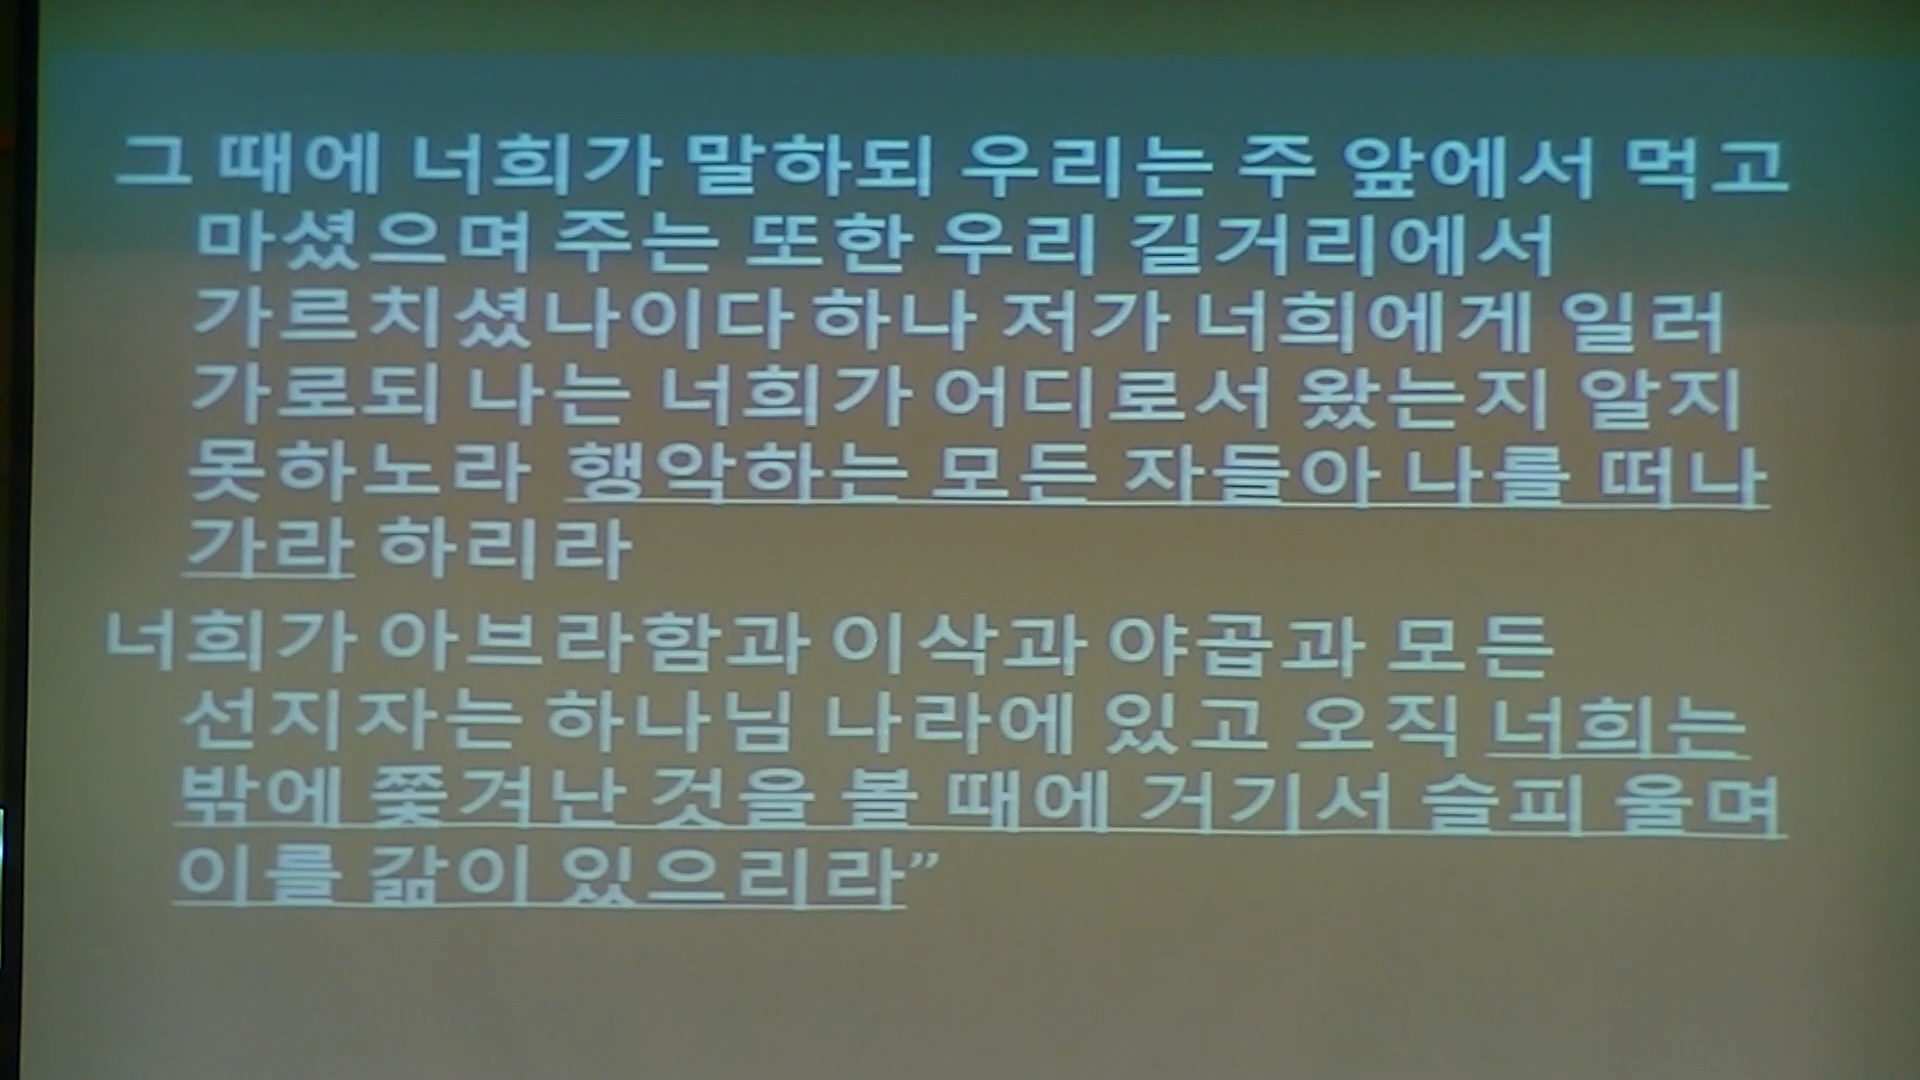 그 때에 너희가 말하되 우리는 주 앞에서 먹고
마셨으며 주는 또한 우리 길거리에서
가르치셨나이다 하나 저가 너희에게 일러
가로되 나는 너희가 어디로서 왔는지 알지
못하노라 행악하는 모든 자들아 나를 떠나
가라 하리라
너희가 아브라함과 이삭과 야곱과 모든
선지자는 하나님 나라에 있고 오직 너희는
밖에 쫓겨난 것을 볼 때에 거기서 슬피 울며
이를 갊이 있으리라”